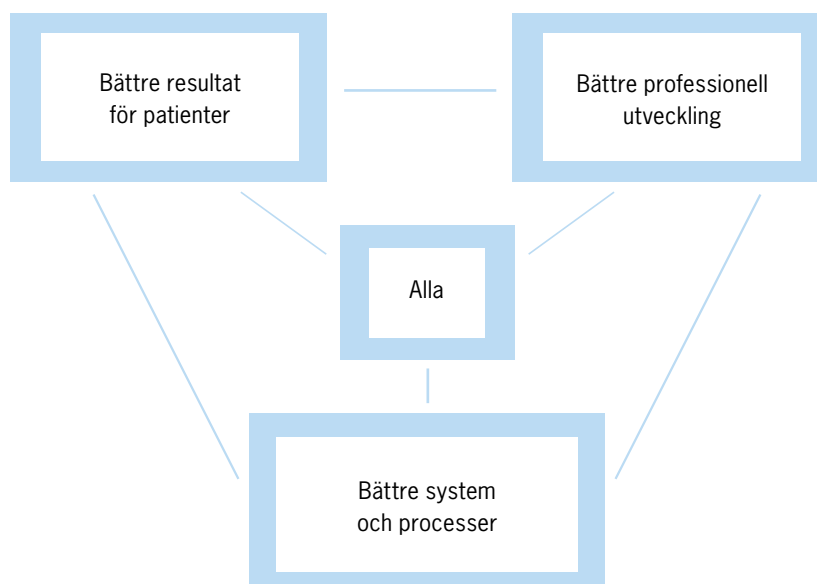 Bättre resultat
för patienter
Bättre professionell
utveckling
Alla
Bättre system
och processer